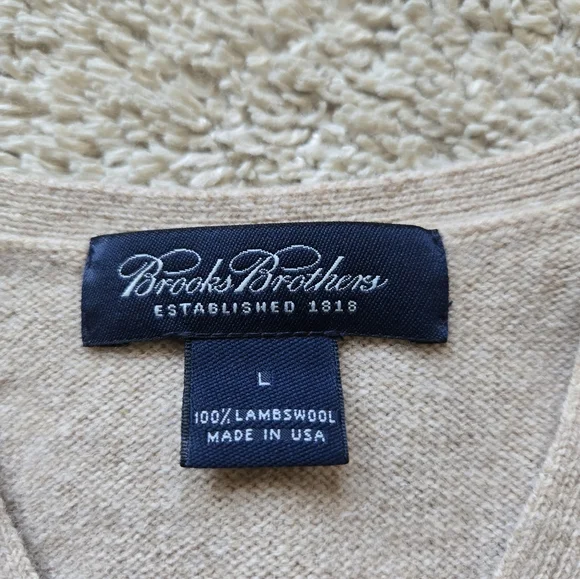 Brooks Brothers
ESTABLISHED 1818
L
100% LAMBSWOOL
MADE IN USA